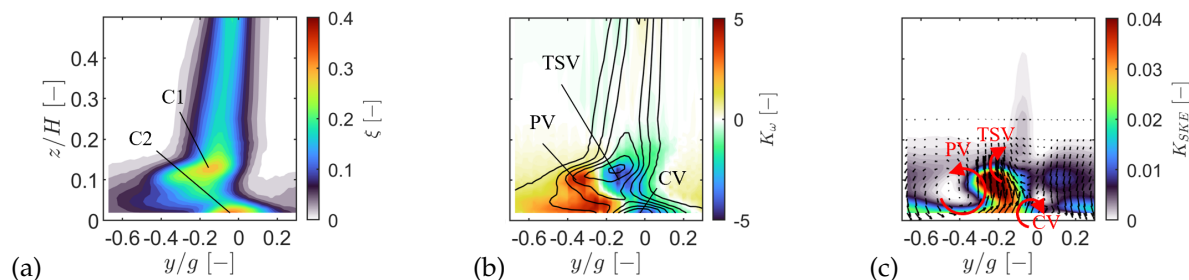 0.4
0.3
0.2
0.1
0
C1
C2
-0.6 -0.4 -0.2 0 0.2
z/H [−]
y/g [−]
0.4
0.3
0.2
0.1
0
ξ [−]
(a)
TSV
PV
CV
-0.6 -0.4 -0.2 0 0.2
y/g [−]
5
0
-5
K_ω [−]
(b)
TSV
PV
CV
-0.6 -0.4 -0.2 0 0.2
y/g [−]
0.04
0.03
0.02
0.01
0
K_SKE [−]
(c)